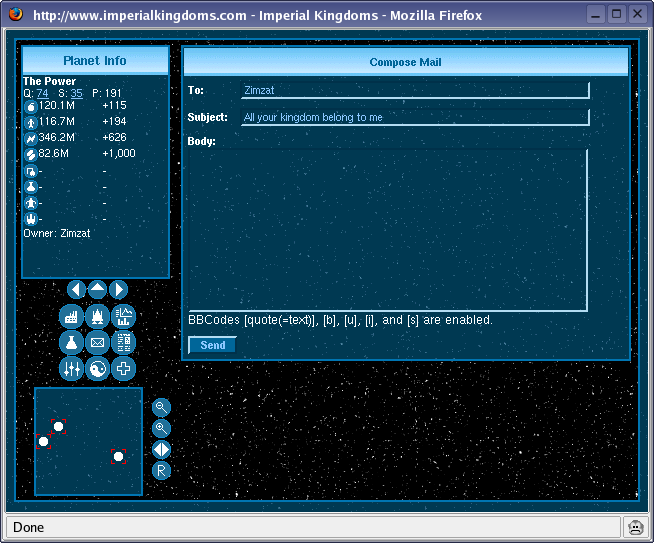 http://www.imperialkingdoms.com - Imperial Kingdoms - Mozilla Firefox
Planet Info
The Power
Q: 74 S: 35 P: 191
120.1M +115
116.7M +194
346.2M +626
82.6M +1,000
- -
- -
- -
- -
Owner: Zimzat
Compose Mail
To: Zimzat
Subject: All your kingdom belong to me
Body:
BBCodes [quote(=text)], [b], [u], [i], and [s] are enabled.
Send
R
Done